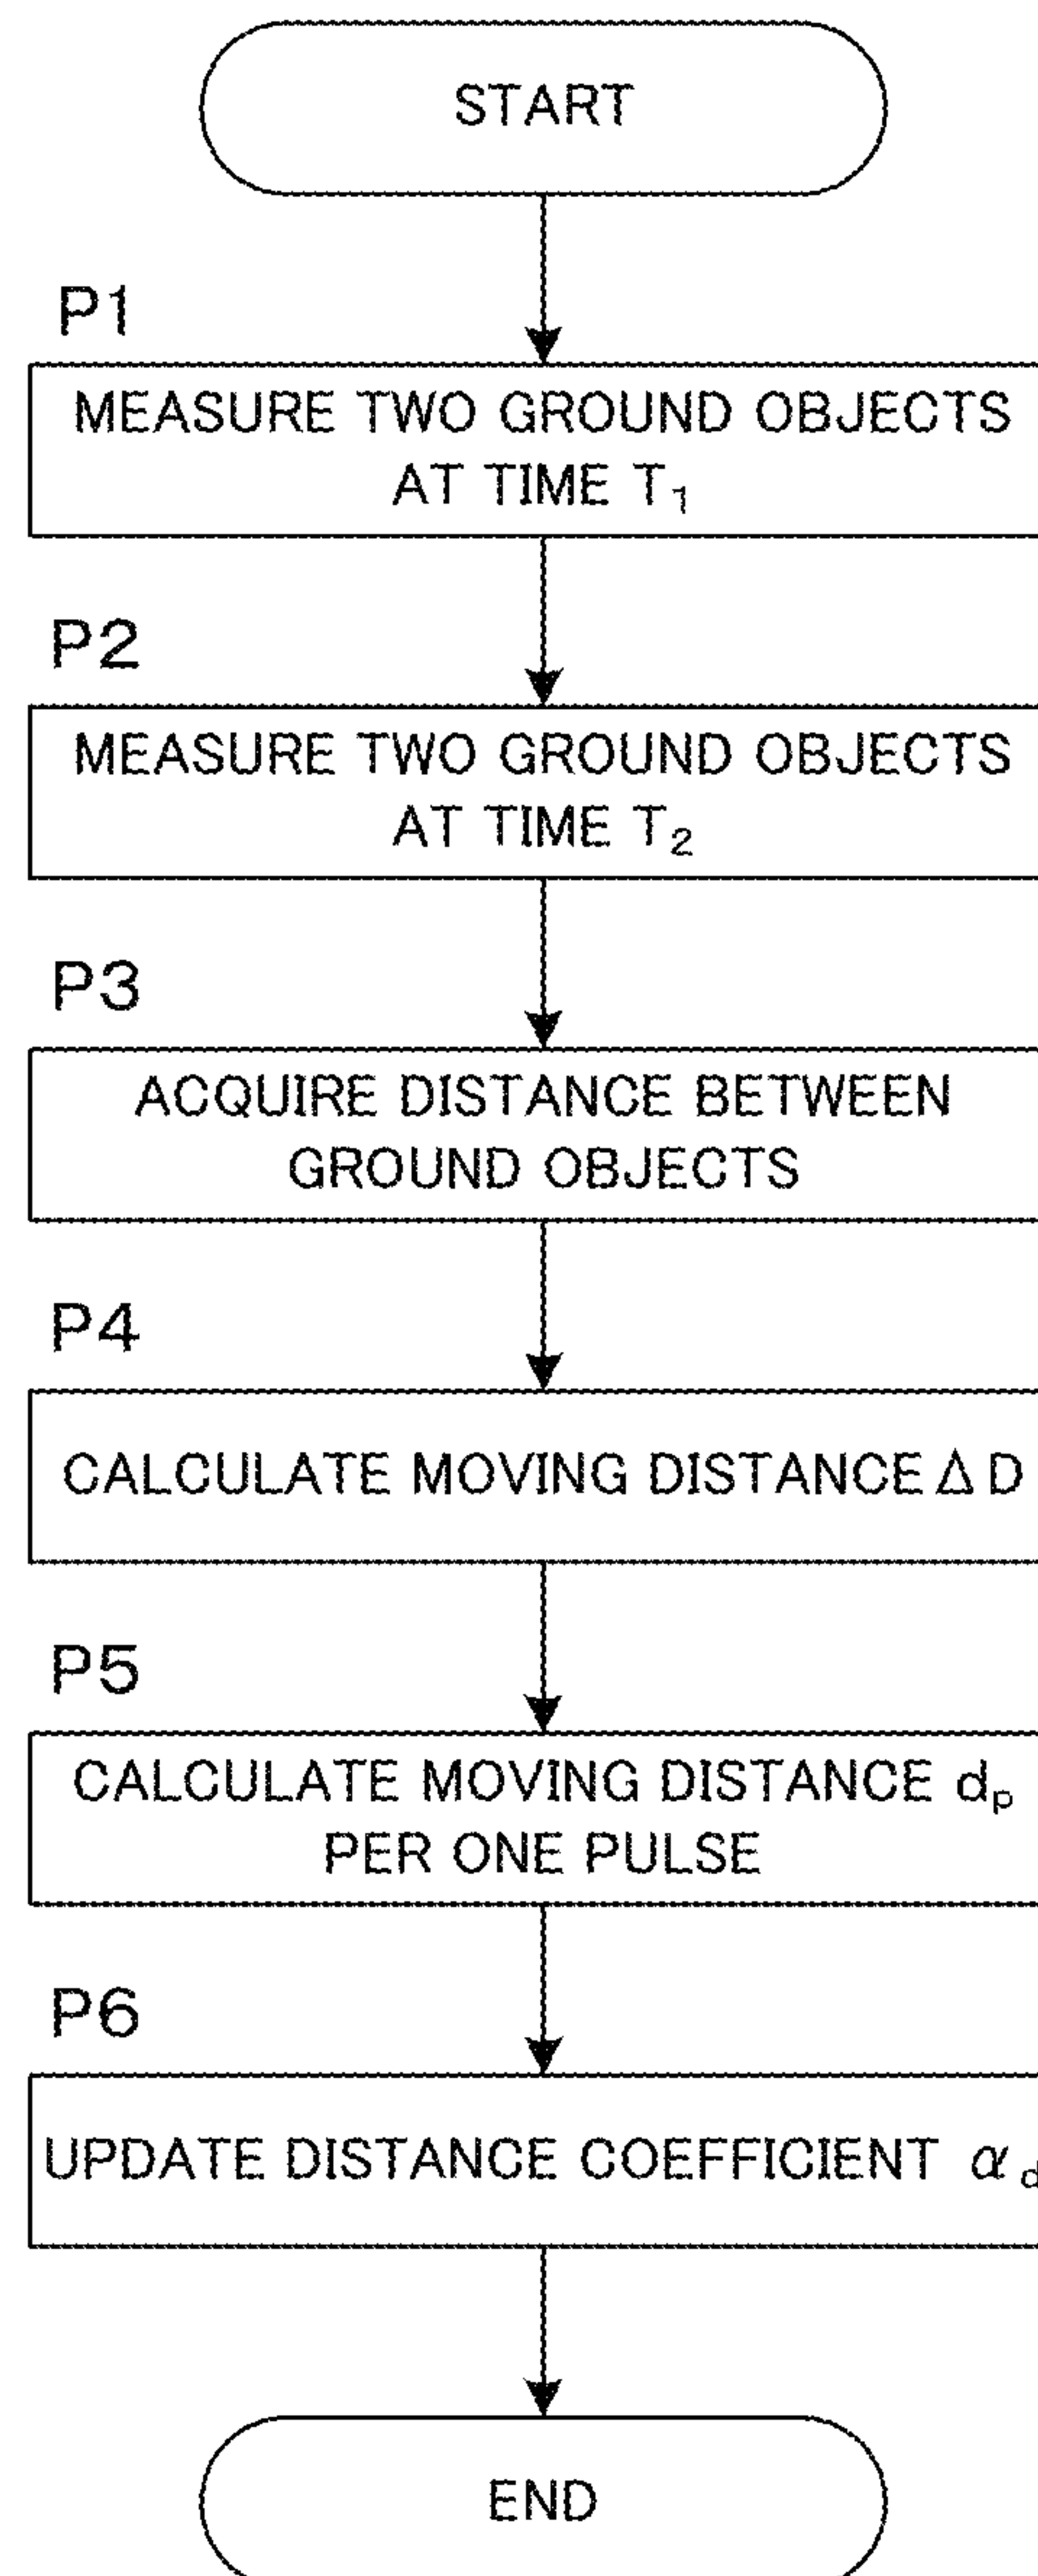 START
P1
MEASURE TWO GROUND OBJECTS
AT TIME T₁
P2
MEASURE TWO GROUND OBJECTS
AT TIME T₂
P3
ACQUIRE DISTANCE BETWEEN
GROUND OBJECTS
P4
CALCULATE MOVING DISTANCE Δ D
P5
CALCULATE MOVING DISTANCE dₚ
PER ONE PULSE
P6
UPDATE DISTANCE COEFFICIENT α d
END